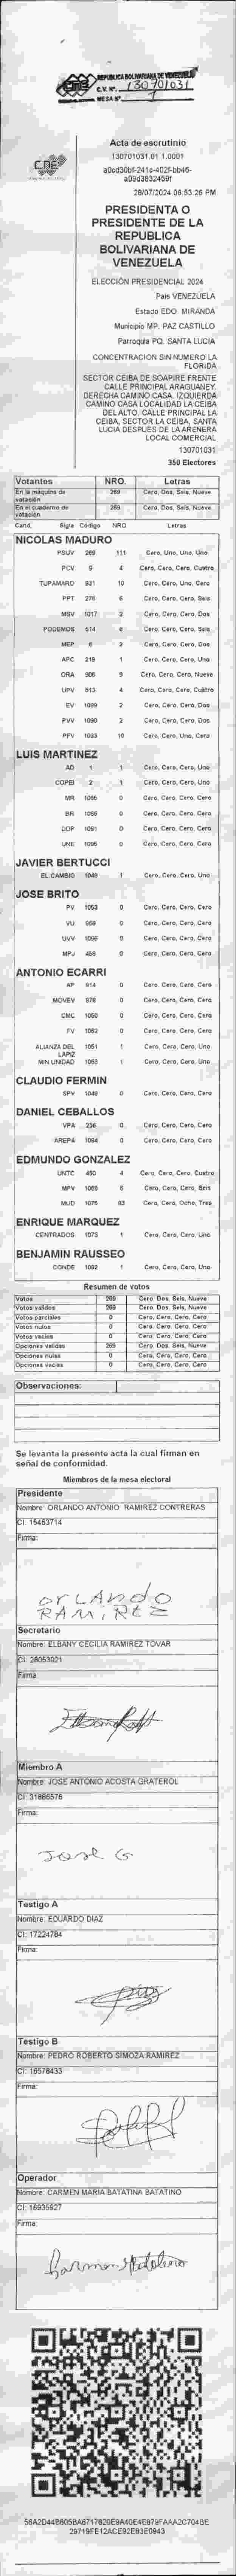 REPUBLICA BOLIVARIANA DE VENEZUELA
CNE
C.V. Nº. 130701031
MESA Nº 1
Acta de escrutinio
130701031.01.1.0001
28/07/2024 06:53:26 PM
CNE
PRESIDENTA O
PRESIDENTE DE LA
REPUBLICA
BOLIVARIANA DE
VENEZUELA
ELECCIÓN PRESIDENCIAL 2024
Pais VENEZUELA
Estado EDO. MIRANDA
Municipio MP. PAZ CASTILLO
Parroquia PQ. SANTA LUCIA
CONCENTRACION SIN NUMERO LA
FLORIDA
SECTOR CEIBA DE SOAPIRE FRENTE
CALLE PRINCIPAL ARAGUANEY.
DERECHA CAMINO CASA. IZQUIERDA
CAMINO CASA LOCALIDAD LA CEIBA
DEL ALTO. CALLE PRINCIPAL LA
CEIBA, SECTOR LA CEIBA, SANTA
LUCIA DESPUES DE LA ARENERA
LOCAL COMERCIAL
130701031
350 Electores
Votantes NRO. Letras
En la máquina de votación 269 Cero, Dos, Seis, Nueve
En el cuaderno de votación 269 Cero, Dos, Seis, Nueve
Cand. Sigla Código NRO Letras
NICOLAS MADURO
PSUV 268 111 Cero, Uno, Uno, Uno
PCV 9 4 Cero, Cero, Cero, Cuatro
TUPAMARO 921 10 Cero, Cero, Uno, Cero
PPT 276 6 Cero, Cero, Cero, Seis
MSV 1017 2 Cero, Cero, Cero, Dos
PODEMOS 614 6 Cero, Cero, Cero, Seis
MEP 6 2 Cero, Cero, Cero, Dos
APC 219 1 Cero, Cero, Cero, Uno
ORA 908 9 Cero, Cero, Cero, Nueve
UPV 613 4 Cero, Cero, Cero, Cuatro
EV 1089 2 Cero, Cero, Cero, Dos
PVV 1090 2 Cero, Cero, Cero, Dos
PFV 1093 10 Cero, Cero, Uno, Cero
LUIS MARTINEZ
AD 1 1 Cero, Cero, Cero, Uno
COPEI 2 1 Cero, Cero, Cero, Uno
MR 1066 0 Cero, Cero, Cero, Cero
BR 1056 0 Cero, Cero, Cero, Cero
DDP 1091 0 Cero, Cero, Cero, Cero
UNE 1096 0 Cero, Cero, Cero, Cero
JAVIER BERTUCCI
EL CAMBIO 1049 1 Cero, Cero, Cero, Uno
JOSE BRITO
PV 1053 0 Cero, Cero, Cero, Cero
VU 969 0 Cero, Cero, Cero, Cero
UVV 1096 0 Cero, Cero, Cero, Cero
MPJ 466 0 Cero, Cero, Cero, Cero
ANTONIO ECARRI
AP 914 0 Cero, Cero, Cero, Cero
MOVEV 978 0 Cero, Cero, Cero, Cero
CMC 1050 0 Cero, Cero, Cero, Cero
FV 1082 0 Cero, Cero, Cero, Cero
ALIANZA DEL LAPIZ 1051 1 Cero, Cero, Cero, Uno
MIN UNIDAD 1068 1 Cero, Cero, Cero, Uno
CLAUDIO FERMIN
SPV 1048 0 Cero, Cero, Cero, Cero
DANIEL CEBALLOS
VPA 236 0 Cero, Cero, Cero, Cero
AREPA 1094 0 Cero, Cero, Cero, Cero
EDMUNDO GONZALEZ
UNTC 450 4 Cero, Cero, Cero, Cuatro
MPV 1069 6 Cero, Cero, Cero, Seis
MUD 1075 83 Cero, Cero, Ocho, Tres
ENRIQUE MARQUEZ
CENTRADOS 1073 1 Cero, Cero, Cero, Uno
BENJAMIN RAUSSEO
CONDE 1092 1 Cero, Cero, Cero, Uno
Resumen de votos
Votos 269 Cero, Dos, Seis, Nueve
Votos validos 269 Cero, Dos, Seis, Nueve
Votos parciales 0 Cero, Cero, Cero, Cero
Votos nulos 0 Cero, Cero, Cero, Cero
Votos vacios 0 Cero, Cero, Cero, Cero
Opciones validas 269 Cero, Dos, Seis, Nueve
Opciones nulas 0 Cero, Cero, Cero, Cero
Opciones vacias 0 Cero, Cero, Cero, Cero
Observaciones:
Se levanta la presente acta la cual firman en
señal de conformidad.
Miembros de la mesa electoral
Presidente
Nombre: ORLANDO ANTONIO RAMIREZ CONTRERAS
CI: 15463714
Firma:
ORLANDO
RAMIREZ
Secretario
Nombre: ELBANY CECILIA RAMIREZ TOVAR
CI: 28053921
Firma:
Miembro A
Nombre: JOSE ANTONIO ACOSTA GRATEROL
CI: 31866576
Firma:
José G
Testigo A
Nombre: EDUARDO DIAZ
CI: 17224784
Firma:
Testigo B
Nombre: PEDRO ROBERTO SIMOZA RAMIREZ
CI: 16578433
Firma:
Operador
Nombre: CARMEN MARIA BATATINA BATATINO
CI: 16935927
Firma: